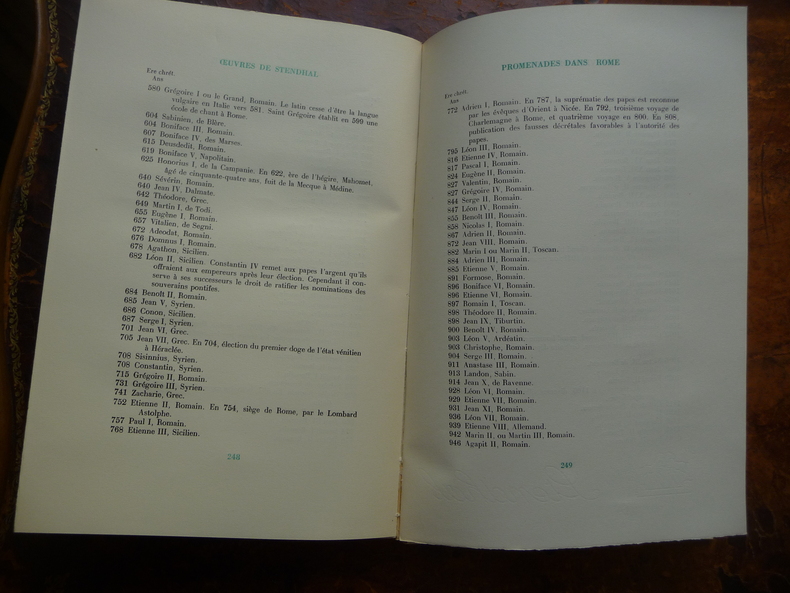 ŒUVRES DE STENDHAL
Ere chrét.
Ans
580 Grégoire I ou le Grand, Romain. Le latin cesse d'être la langue
vulgaire en Italie vers 581. Saint Grégoire établit en 599 une
école de chant à Rome.
604 Sabinien, de Blère.
604 Boniface III, Romain.
607 Boniface IV, des Marses.
615 Deusdedit, Romain.
619 Boniface V, Napolitain.
625 Honorius I, de la Campanie. En 622, ère de l'hégire, Mahomet,
âgé de cinquante-quatre ans, fuit de la Mecque à Médine.
640 Sévérin, Romain.
640 Jean IV, Dalmate.
642 Théodore, Grec.
649 Martin I, de Todi.
655 Eugène I, Romain.
657 Vitalien, de Segni.
672 Adeodat, Romain.
676 Domnus I, Romain.
678 Agathon, Sicilien.
682 Léon II, Sicilien. Constantin IV remet aux papes l'argent qu'ils
offraient aux empereurs après leur élection. Cependant il con-
serve à ses successeurs le droit de ratifier les nominations des
souverains pontifes.
684 Benoît II, Romain.
685 Jean V, Syrien.
686 Conon, Sicilien.
687 Serge I, Syrien.
701 Jean VI, Grec.
705 Jean VII, Grec. En 704, élection du premier doge de l'état vénitien
à Héraclée.
708 Sisinnius, Syrien.
708 Constantin, Syrien.
715 Grégoire II, Romain.
731 Grégoire III, Syrien.
741 Zacharie, Grec.
752 Etienne II, Romain. En 754, siège de Rome, par le Lombard
Astolphe.
757 Paul I, Romain.
768 Etienne III, Sicilien.
248
PROMENADES DANS ROME
Ere chrét.
Ans
772 Adrien I, Romain. En 787, la suprématie des papes est reconnue
par les évêques d'Orient à Nicée. En 792, troisième voyage de
Charlemagne à Rome, et quatrième voyage en 800. En 808,
publication des fausses décrétales favorables à l'autorité des
papes.
795 Léon III, Romain.
816 Etienne IV, Romain.
817 Pascal I, Romain.
824 Eugène II, Romain.
827 Valentin, Romain.
827 Grégoire IV, Romain.
844 Serge II, Romain.
847 Léon IV, Romain.
855 Benoît III, Romain.
858 Nicolas I, Romain.
867 Adrien II, Romain.
872 Jean VIII, Romain.
882 Marin I ou Marin II, Toscan.
884 Adrien III, Romain.
885 Etienne V, Romain.
891 Formose, Romain.
896 Boniface VI, Romain.
896 Etienne VI, Romain.
897 Romain I, Toscan.
898 Théodore II, Romain.
898 Jean IX, Tiburtin.
900 Benoît IV, Romain.
903 Léon V, Ardéatin.
903 Christophe, Romain.
904 Serge III, Romain.
911 Anastase III, Romain.
913 Landon, Sabin.
914 Jean X, de Ravenne.
928 Léon VI, Romain.
929 Etienne VII, Romain.
931 Jean XI, Romain.
936 Léon VII, Romain.
939 Etienne VIII, Allemand.
942 Marin II, ou Martin III, Romain.
946 Agapit II, Romain.
249